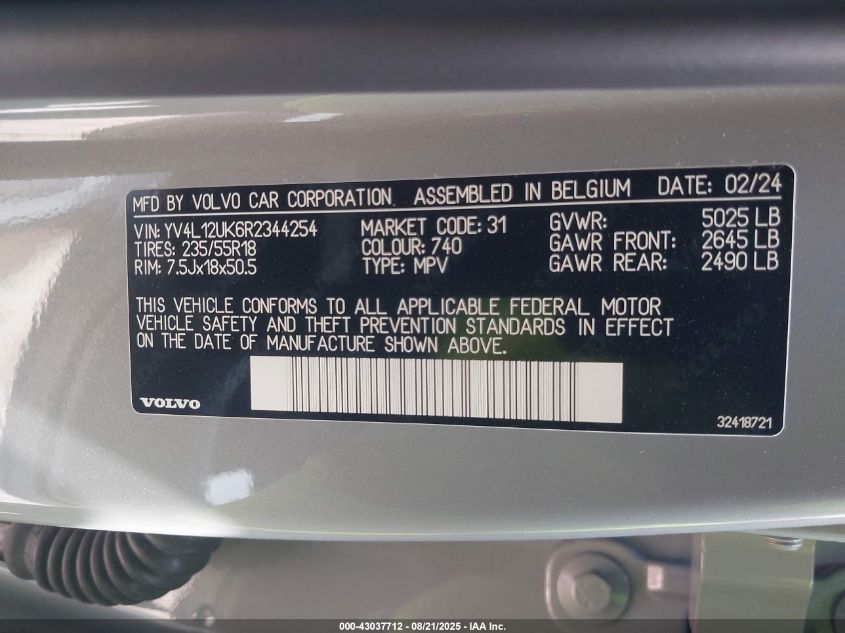 MFD BY VOLVO CAR CORPORATION. ASSEMBLED IN BELGIUM DATE: 02/24
VIN: YV4L12UK6R2344254 MARKET CODE: 31 GVWR: 5025 LB
TIRES: 235/55R18 COLOUR: 740 GAWR FRONT: 2645 LB
RIM: 7.5Jx18x50.5 TYPE: MPV GAWR REAR: 2490 LB
THIS VEHICLE CONFORMS TO ALL APPLICABLE FEDERAL MOTOR
VEHICLE SAFETY AND THEFT PREVENTION STANDARDS IN EFFECT
ON THE DATE OF MANUFACTURE SHOWN ABOVE.
VOLVO
32418721
000-43037712 - 08/21/2025 - IAA Inc.